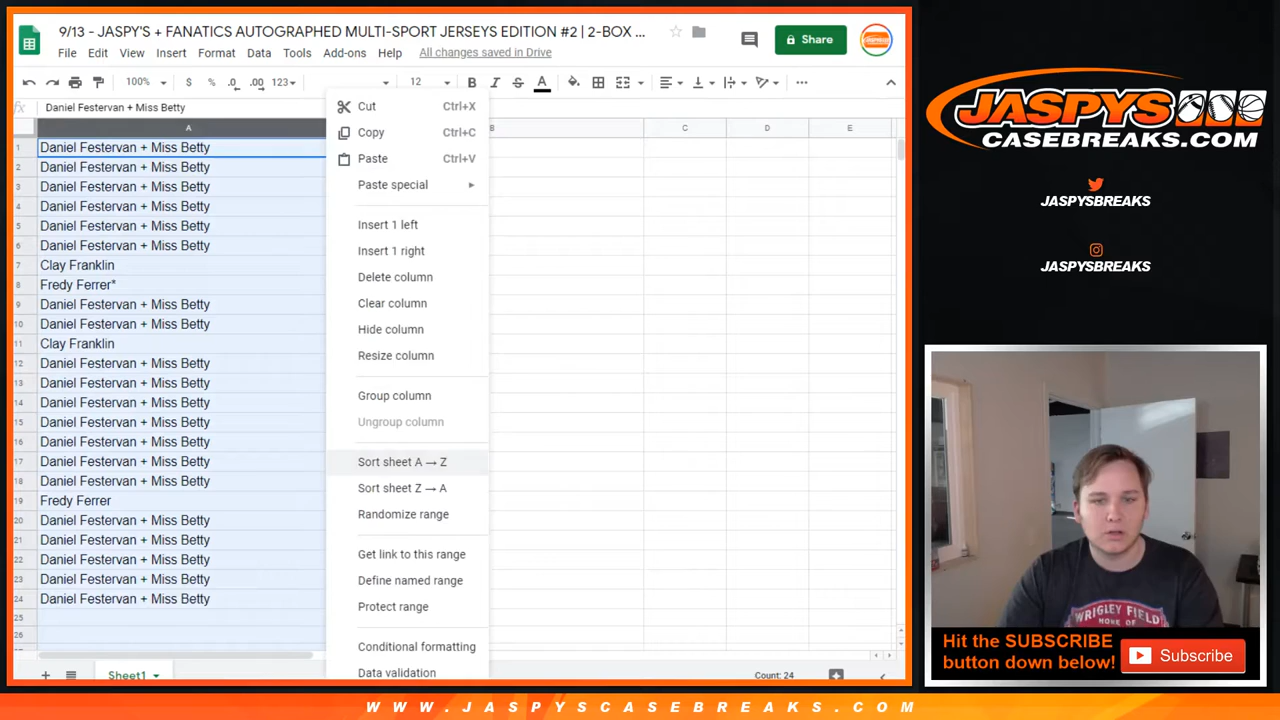 9/13 - JASPY'S + FANATICS AUTOGRAPHED MULTI-SPORT JERSEYS EDITION #2 | 2-BOX ...
Share
File Edit View Insert Format Data Tools Add-ons Help All changes saved in Drive
100% $ % .0 .00 123 12 B I S A
fx Daniel Festervan + Miss Betty
A B C D E
1 Daniel Festervan + Miss Betty
2 Daniel Festervan + Miss Betty
3 Daniel Festervan + Miss Betty
4 Daniel Festervan + Miss Betty
5 Daniel Festervan + Miss Betty
6 Daniel Festervan + Miss Betty
7 Clay Franklin
8 Fredy Ferrer*
9 Daniel Festervan + Miss Betty
10 Daniel Festervan + Miss Betty
11 Clay Franklin
12 Daniel Festervan + Miss Betty
13 Daniel Festervan + Miss Betty
14 Daniel Festervan + Miss Betty
15 Daniel Festervan + Miss Betty
16 Daniel Festervan + Miss Betty
17 Daniel Festervan + Miss Betty
18 Daniel Festervan + Miss Betty
19 Fredy Ferrer
20 Daniel Festervan + Miss Betty
21 Daniel Festervan + Miss Betty
22 Daniel Festervan + Miss Betty
23 Daniel Festervan + Miss Betty
24 Daniel Festervan + Miss Betty
25
26
Cut Ctrl+X
Copy Ctrl+C
Paste Ctrl+V
Paste special
Insert 1 left
Insert 1 right
Delete column
Clear column
Hide column
Resize column
Group column
Ungroup column
Sort sheet A → Z
Sort sheet Z → A
Randomize range
Get link to this range
Define named range
Protect range
Conditional formatting
Data validation
Sheet1
Count: 24
JASPYS
CASEBREAKS.COM
JASPYSBREAKS
JASPYSBREAKS
WRIGLEY FIELD
HOME OF
Hit the SUBSCRIBE
button down below!
Subscribe
WWW.JASPYSCASEBREAKS.COM